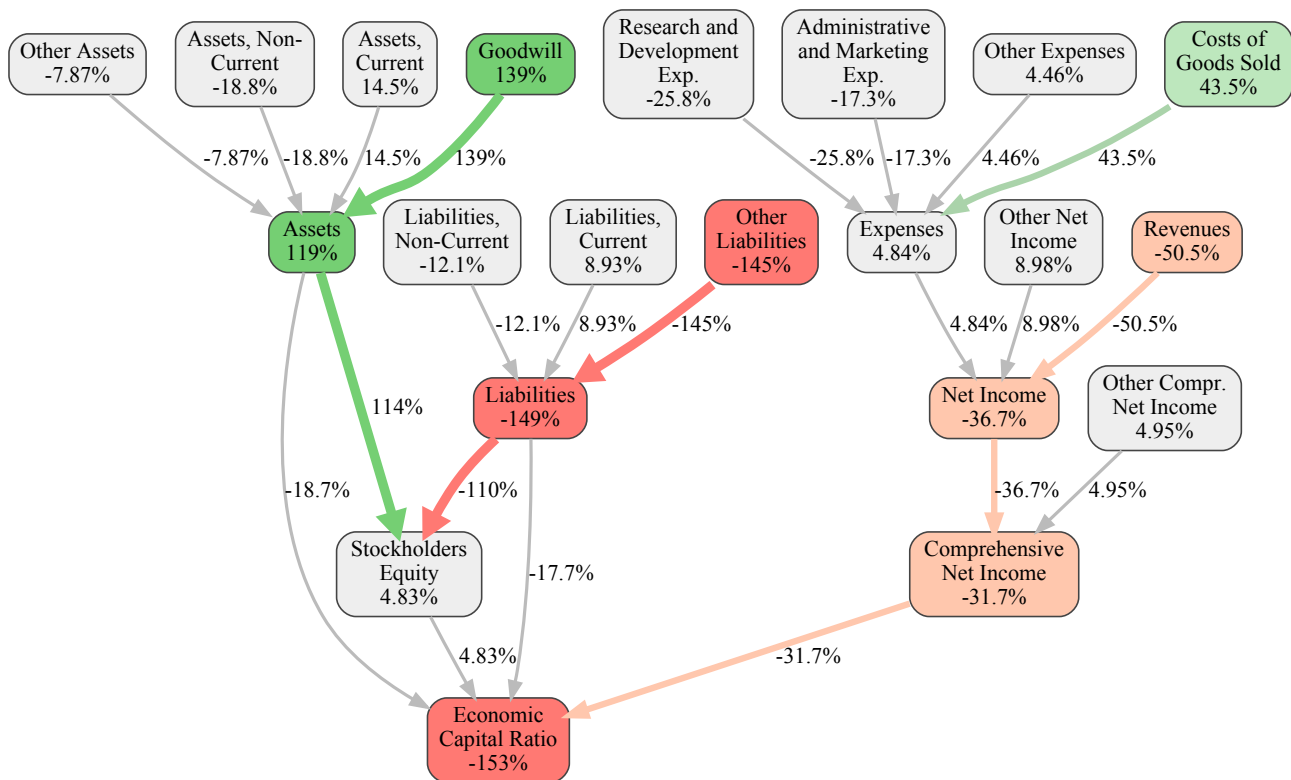 Other Assets
-7.87%
Assets, Non-
Current
-18.8%
Assets,
Current
14.5%
Goodwill
139%
Research and
Development
Exp.
-25.8%
Administrative
and Marketing
Exp.
-17.3%
Other Expenses
4.46%
Costs of
Goods Sold
43.5%
-7.87%
-18.8%
14.5%
139%
-25.8%
-17.3%
4.46%
43.5%
Assets
119%
Liabilities,
Non-Current
-12.1%
Liabilities,
Current
8.93%
Other
Liabilities
-145%
Expenses
4.84%
Other Net
Income
8.98%
Revenues
-50.5%
-12.1%
8.93%
-145%
4.84%
8.98%
-50.5%
114%
Liabilities
-149%
Net Income
-36.7%
Other Compr.
Net Income
4.95%
-18.7%
-110%
-36.7%
4.95%
Stockholders
Equity
4.83%
-17.7%
Comprehensive
Net Income
-31.7%
4.83%
-31.7%
Economic
Capital Ratio
-153%